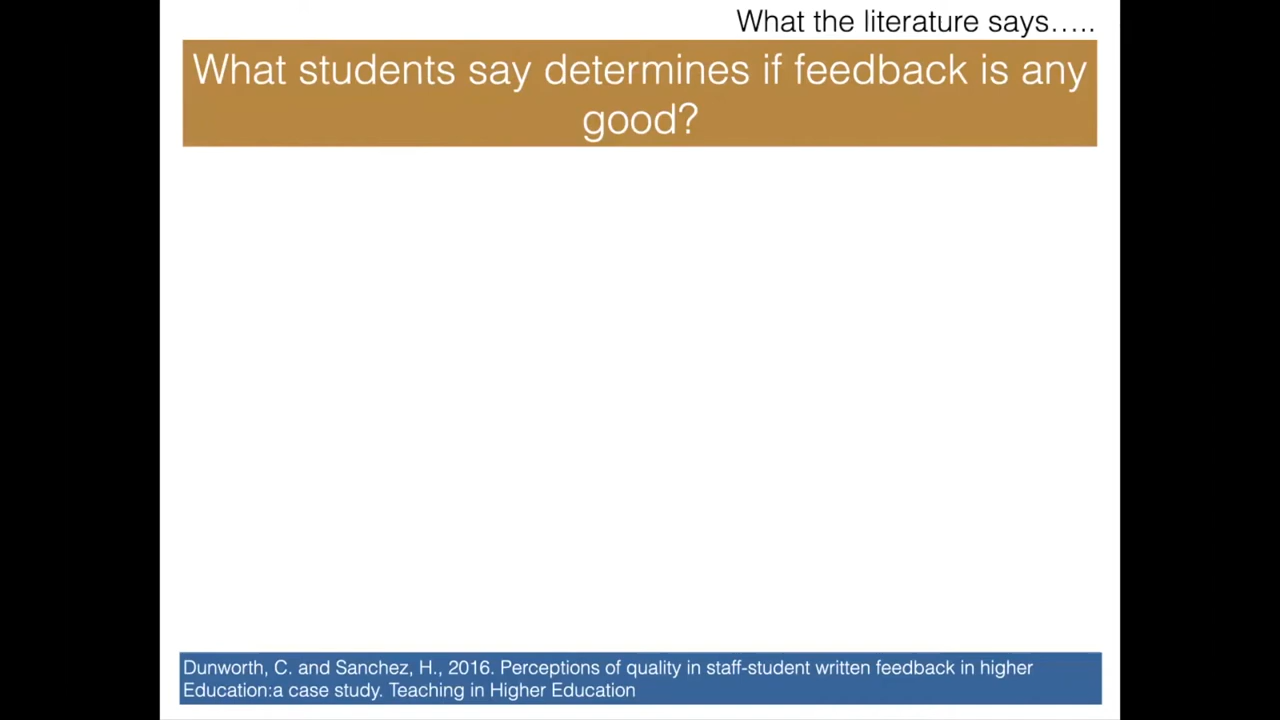 What the literature says.....
What students say determines if feedback is any
good?
Dunworth, C. and Sanchez, H., 2016. Perceptions of quality in staff-student written feedback in higher
Education:a case study. Teaching in Higher Education